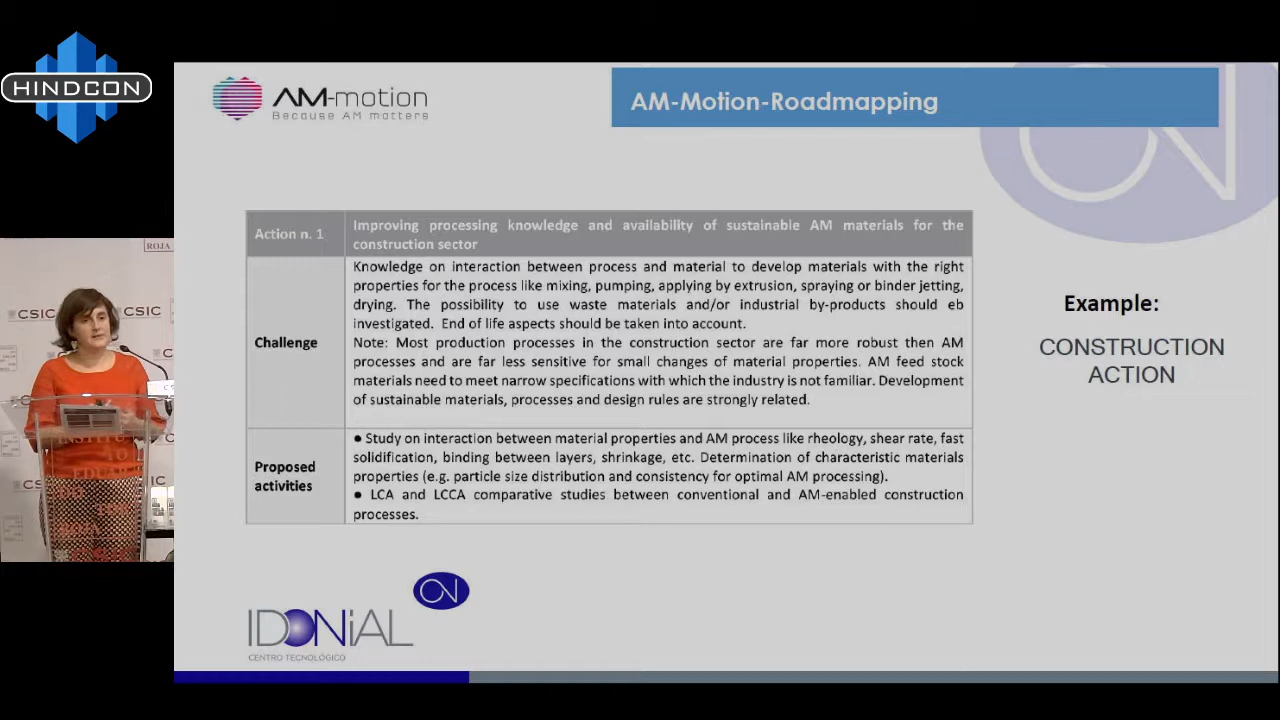 HINDCON
AM-motion
Because AM matters
AM-Motion-Roadmapping
Action n. 1
Improving processing knowledge and availability of sustainable AM materials for the
construction sector
Challenge
Knowledge on interaction between process and material to develop materials with the right
properties for the process like mixing, pumping, applying by extrusion, spraying or binder jetting,
drying. The possibility to use waste materials and/or industrial by-products should eb
investigated. End of life aspects should be taken into account.
Note: Most production processes in the construction sector are far more robust then AM
processes and are far less sensitive for small changes of material properties. AM feed stock
materials need to meet narrow specifications with which the industry is not familiar. Development
of sustainable materials, processes and design rules are strongly related.
Proposed
activities
● Study on interaction between material properties and AM process like rheology, shear rate, fast
solidification, binding between layers, shrinkage, etc. Determination of characteristic materials
properties (e.g. particle size distribution and consistency for optimal AM processing).
● LCA and LCCA comparative studies between conventional and AM-enabled construction
processes.
Example:
CONSTRUCTION
ACTION
IDONiAL
CENTRO TECNOLÓGICO
ROJA
CSIC
CSIC
CSIC
INSTITU
TO
EDUAR
DO